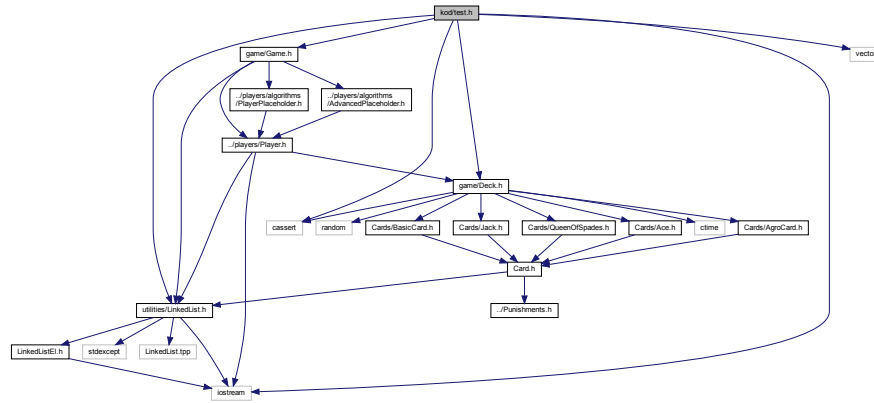 kod/test.h
game/Game.h
vecto
../players/algorithms
/PlayerPlaceholder.h
../players/algorithms
/AdvancedPlaceholder.h
../players/Player.h
game/Deck.h
cassert
random
Cards/BasicCard.h
Cards/Jack.h
Cards/QueenOfSpades.h
Cards/Ace.h
ctime
Cards/AgroCard.h
Card.h
utilities/LinkedList.h
../Punishments.h
LinkedListEl.h
stdexcept
LinkedList.tpp
iostream